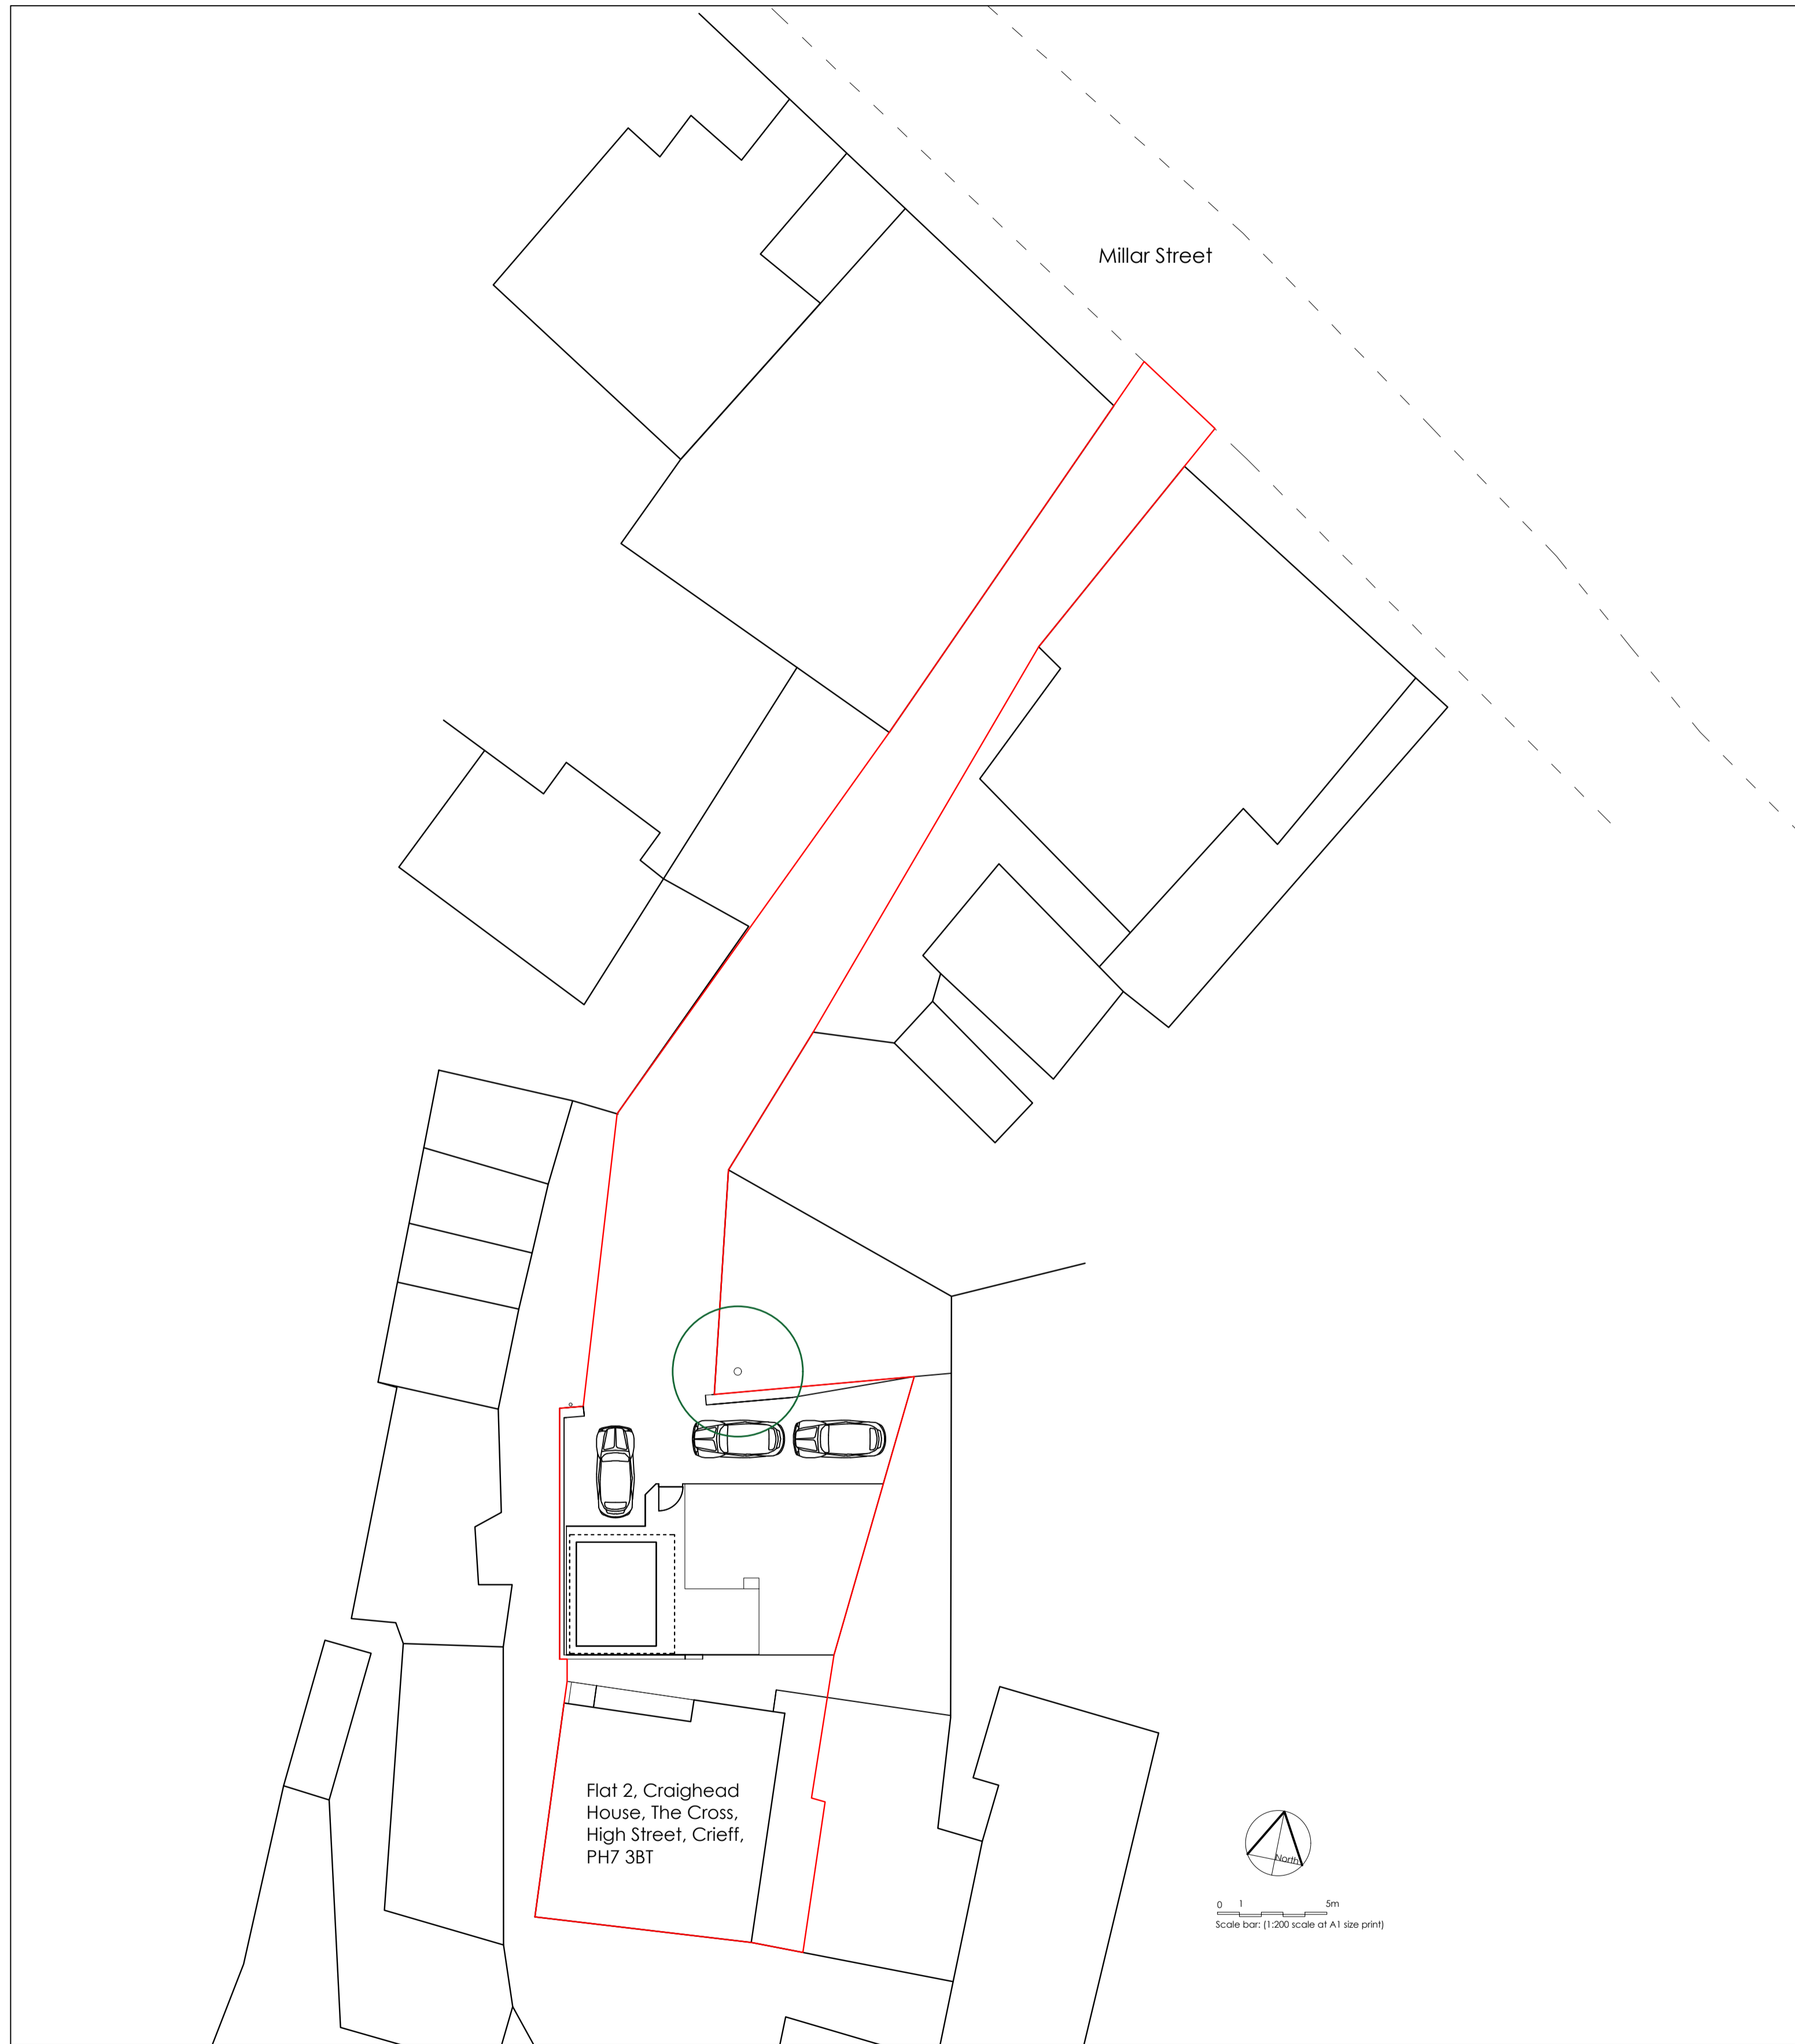 Millar Street
Flat 2, Craighead
House, The Cross,
High Street, Crieff,
PH7 3BT
North
0 1 5m
Scale bar: (1:200 scale at A1 size print)